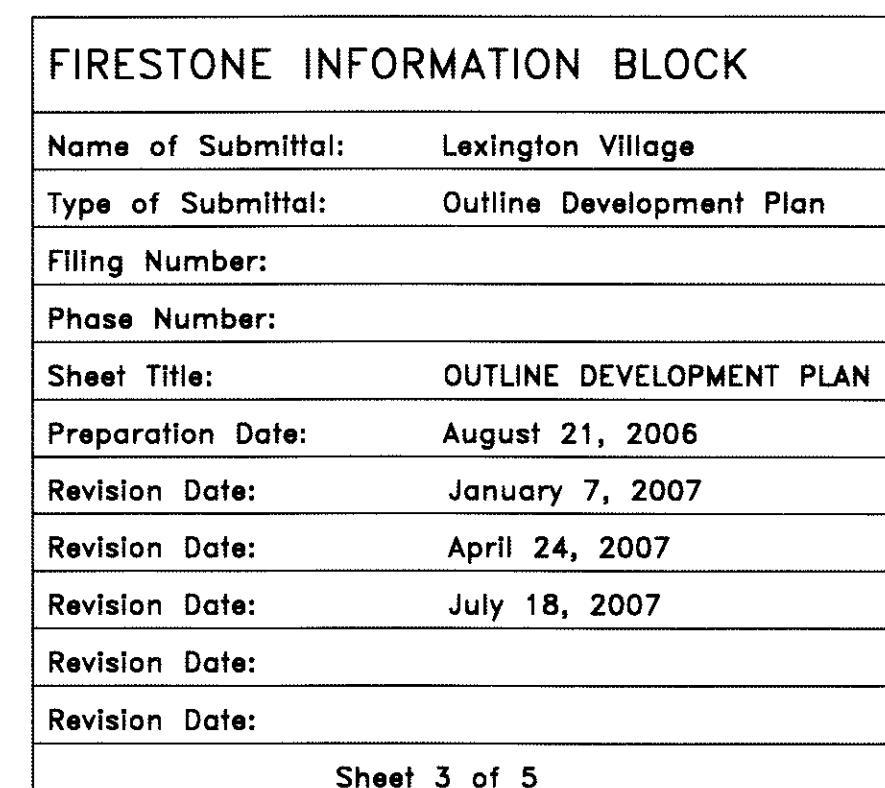 FIRESTONE INFORMATION BLOCK
Name of Submittal: Lexington Village
Type of Submittal: Outline Development Plan
Filing Number:
Phase Number:
Sheet Title: OUTLINE DEVELOPMENT PLAN
Preparation Date: August 21, 2006
Revision Date: January 7, 2007
Revision Date: April 24, 2007
Revision Date: July 18, 2007
Revision Date:
Revision Date:
Sheet 3 of 5